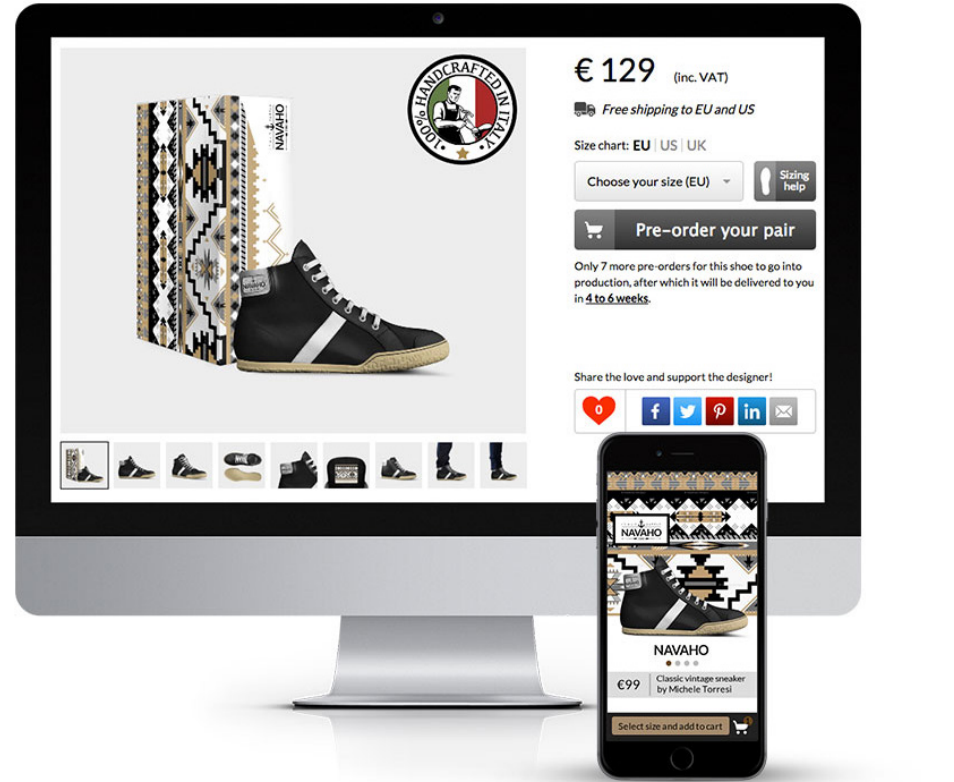 100% HANDCRAFTED IN ITALY
NAVAHO
NAVAHO
€ 129 (inc. VAT)
Free shipping to EU and US
Size chart: EU | US | UK
Choose your size (EU)
Sizing
help
Pre-order your pair
Only 7 more pre-orders for this shoe to go into
production, after which it will be delivered to you
in 4 to 6 weeks.
Share the love and support the designer!
0
NAVAHO
NAVAHO
€99
Classic vintage sneaker
by Michele Torresi
Select size and add to cart